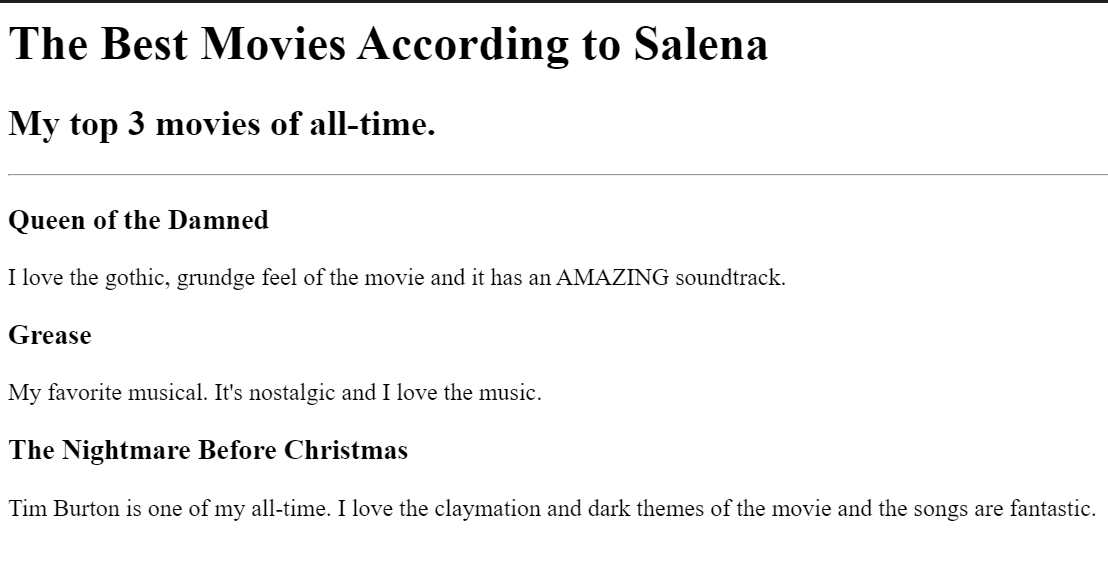 The Best Movies According to Salena
My top 3 movies of all-time.
Queen of the Damned
I love the gothic, grundge feel of the movie and it has an AMAZING soundtrack.
Grease
My favorite musical. It's nostalgic and I love the music.
The Nightmare Before Christmas
Tim Burton is one of my all-time. I love the claymation and dark themes of the movie and the songs are fantastic.